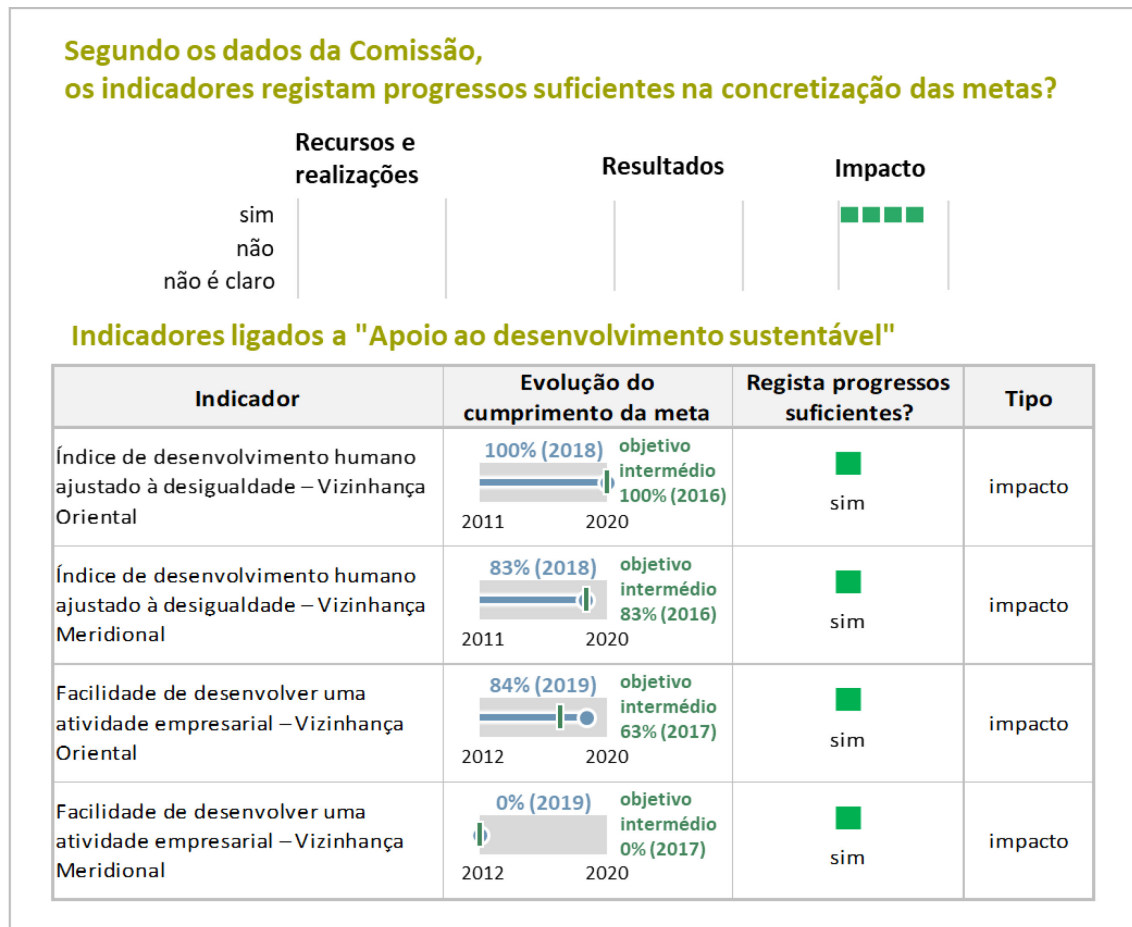 Segundo os dados da Comissão,
os indicadores registam progressos suficientes na concretização das metas?
Recursos e
realizações
Resultados
Impacto
sim
não
não é claro
Indicadores ligados a "Apoio ao desenvolvimento sustentável"
Indicador
Evolução do
cumprimento da meta
Regista progressos
suficientes?
Tipo
Índice de desenvolvimento humano
ajustado à desigualdade – Vizinhança
Oriental
100% (2018)
objetivo
intermédio
100% (2016)
2011
2020
sim
impacto
Índice de desenvolvimento humano
ajustado à desigualdade – Vizinhança
Meridional
83% (2018)
objetivo
intermédio
83% (2016)
2011
2020
sim
impacto
Facilidade de desenvolver uma
atividade empresarial – Vizinhança
Oriental
84% (2019)
objetivo
intermédio
63% (2017)
2012
2020
sim
impacto
Facilidade de desenvolver uma
atividade empresarial – Vizinhança
Meridional
0% (2019)
objetivo
intermédio
0% (2017)
2012
2020
sim
impacto